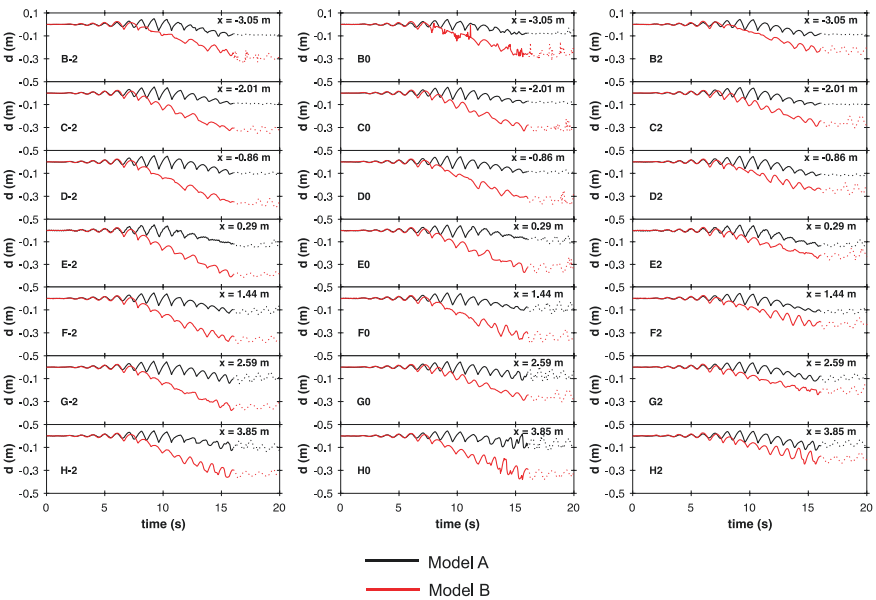 0.1 x = -3.05 m x = -3.05 m x = -3.05 m
d (m) -0.1
-0.3 B-2 B0 B2
-0.5
x = -2.01 m x = -2.01 m x = -2.01 m
d (m) -0.1
-0.3 C-2 C0 C2
-0.5
x = -0.86 m x = -0.86 m x = -0.86 m
d (m) -0.1
-0.3 D-2 D0 D2
-0.5
x = 0.29 m x = 0.29 m x = 0.29 m
d (m) -0.1
-0.3 E-2 E0 E2
-0.5
x = 1.44 m x = 1.44 m x = 1.44 m
d (m) -0.1
-0.3 F-2 F0 F2
-0.5
x = 2.59 m x = 2.59 m x = 2.59 m
d (m) -0.1
-0.3 G-2 G0 G2
-0.5
x = 3.85 m x = 3.85 m x = 3.85 m
d (m) -0.1
-0.3 H-2 H0 H2
-0.5
0 5 10 15 20 0 5 10 15 20 0 5 10 15 20
time (s) time (s) time (s)
Model A
Model B